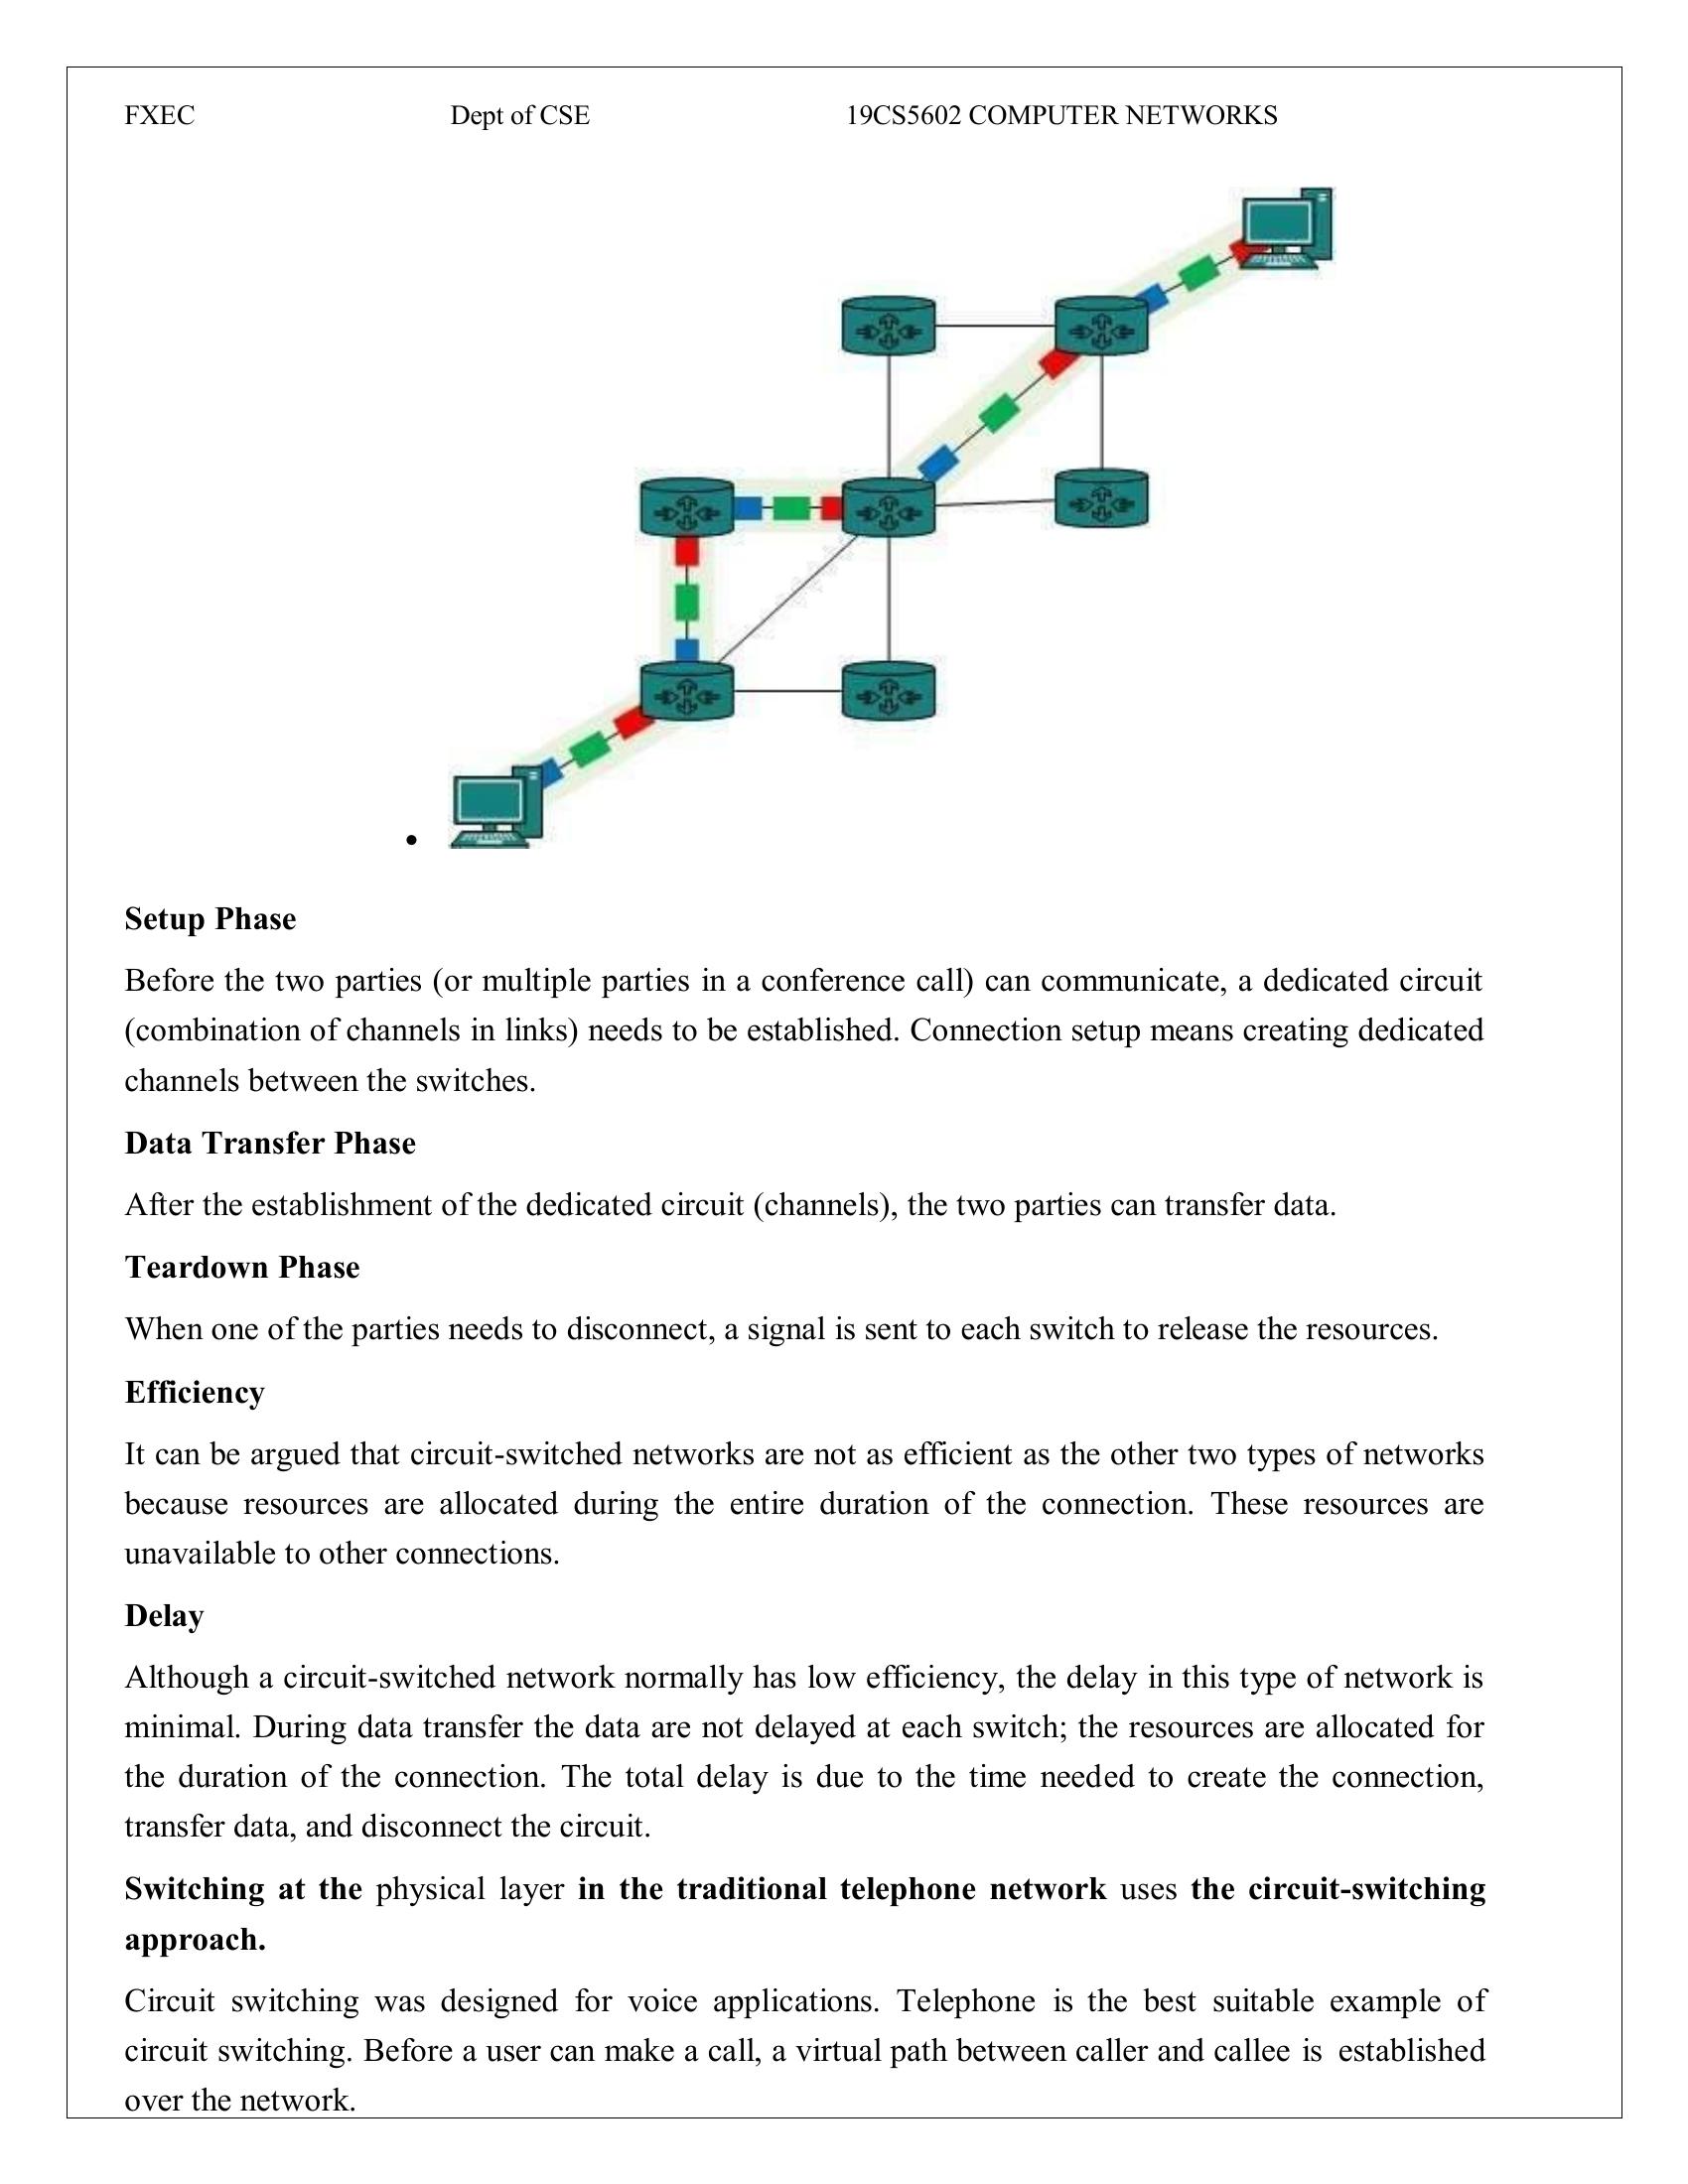 FXEC Dept of CSE 19CS5602 COMPUTER NETWORKS
•
Setup Phase
Before the two parties (or multiple parties in a conference call) can communicate, a dedicated circuit
(combination of channels in links) needs to be established. Connection setup means creating dedicated
channels between the switches.
Data Transfer Phase
After the establishment of the dedicated circuit (channels), the two parties can transfer data.
Teardown Phase
When one of the parties needs to disconnect, a signal is sent to each switch to release the resources.
Efficiency
It can be argued that circuit-switched networks are not as efficient as the other two types of networks
because resources are allocated during the entire duration of the connection. These resources are
unavailable to other connections.
Delay
Although a circuit-switched network normally has low efficiency, the delay in this type of network is
minimal. During data transfer the data are not delayed at each switch; the resources are allocated for
the duration of the connection. The total delay is due to the time needed to create the connection,
transfer data, and disconnect the circuit.
Switching at the physical layer in the traditional telephone network uses the circuit-switching
approach.
Circuit switching was designed for voice applications. Telephone is the best suitable example of
circuit switching. Before a user can make a call, a virtual path between caller and callee is established
over the network.